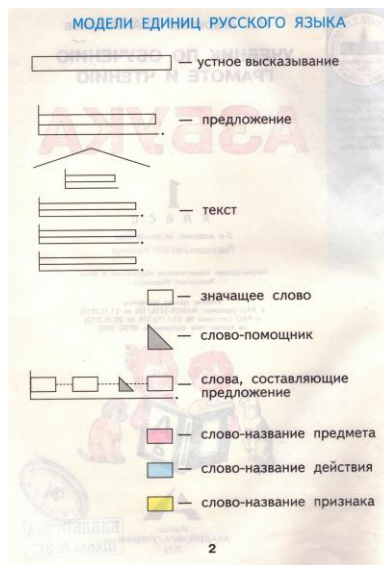 МОДЕЛИ ЕДИНИЦ РУССКОГО ЯЗЫКА
— устное высказывание
— предложение
— текст
— значащее слово
— слово-помощник
— слова, составляющие
предложение
— слово-название предмета
— слово-название действия
— слово-название признака
2